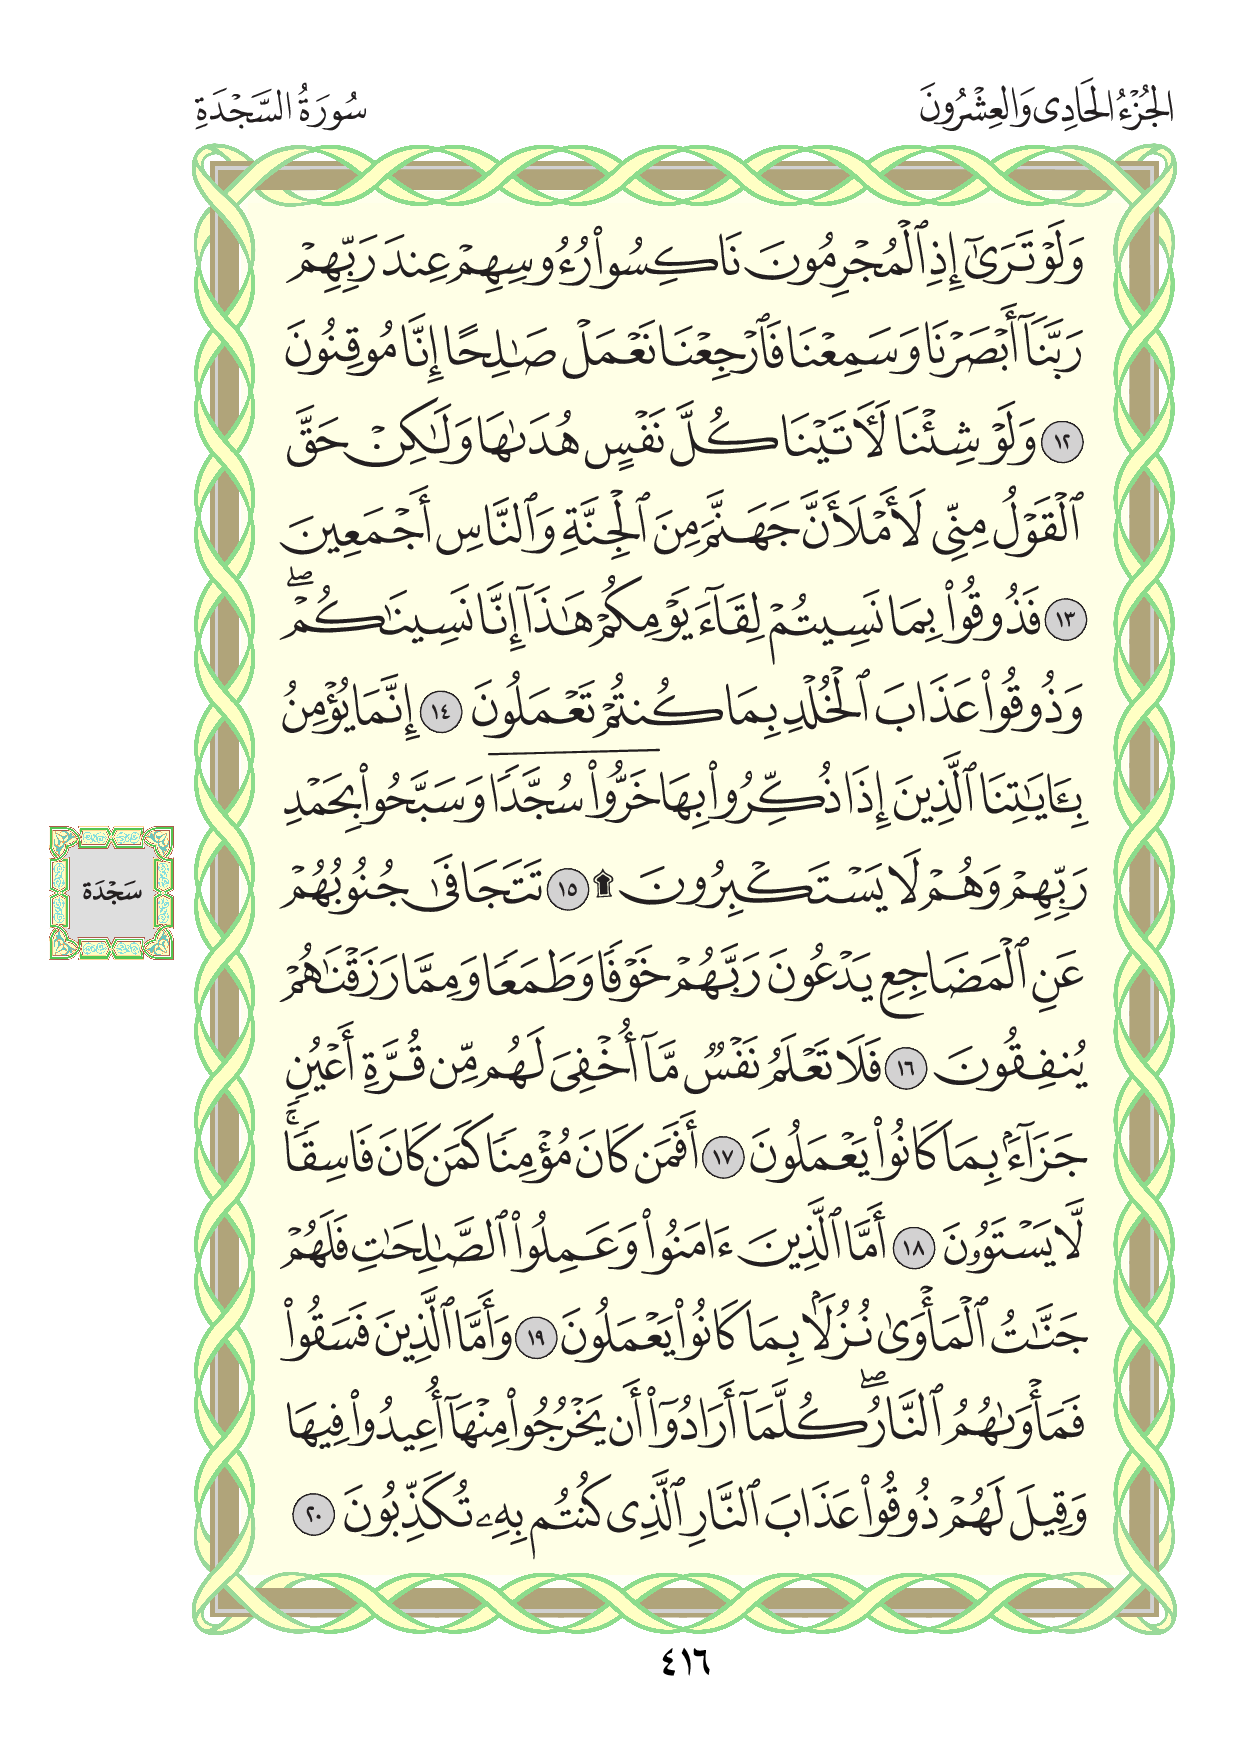 الجُزْءُ الحَادِى وَالعِشْرُونَ
سُورَةُ السَّجْدَةِ
وَلَوْ تَرَىٰٓ إِذِ ٱلْمُجْرِمُونَ نَاكِسُوا۟ رُءُوسِهِمْ عِندَ رَبِّهِمْ
رَبَّنَآ أَبْصَرْنَا وَسَمِعْنَا فَٱرْجِعْنَا نَعْمَلْ صَٰلِحًا إِنَّا مُوقِنُونَ
١٢ وَلَوْ شِئْنَا لَءَاتَيْنَا كُلَّ نَفْسٍ هُدَىٰهَا وَلَٰكِنْ حَقَّ
ٱلْقَوْلُ مِنِّى لَأَمْلَأَنَّ جَهَنَّمَ مِنَ ٱلْجِنَّةِ وَٱلنَّاسِ أَجْمَعِينَ
١٣ فَذُوقُوا۟ بِمَا نَسِيتُمْ لِقَآءَ يَوْمِكُمْ هَٰذَآ إِنَّا نَسِينَٰكُمْ ۖ
وَذُوقُوا۟ عَذَابَ ٱلْخُلْدِ بِمَا كُنتُمْ تَعْمَلُونَ ١٤ إِنَّمَا يُؤْمِنُ
بِـَٔايَٰتِنَا ٱلَّذِينَ إِذَا ذُكِّرُوا۟ بِهَا خَرُّوا۟ سُجَّدًا وَسَبَّحُوا۟ بِحَمْدِ
رَبِّهِمْ وَهُمْ لَا يَسْتَكْبِرُونَ ۩ ١٥ تَتَجَافَىٰ جُنُوبُهُمْ
سَجْدَة
عَنِ ٱلْمَضَاجِعِ يَدْعُونَ رَبَّهُمْ خَوْفًا وَطَمَعًا وَمِمَّا رَزَقْنَٰهُمْ
يُنفِقُونَ ١٦ فَلَا تَعْلَمُ نَفْسٌ مَّآ أُخْفِىَ لَهُم مِّن قُرَّةِ أَعْيُنٍ
جَزَآءًۢ بِمَا كَانُوا۟ يَعْمَلُونَ ١٧ أَفَمَن كَانَ مُؤْمِنًا كَمَن كَانَ فَاسِقًا ۚ
لَّا يَسْتَوُۥنَ ١٨ أَمَّا ٱلَّذِينَ ءَامَنُوا۟ وَعَمِلُوا۟ ٱلصَّٰلِحَٰتِ فَلَهُمْ
جَنَّٰتُ ٱلْمَأْوَىٰ نُزُلًۢا بِمَا كَانُوا۟ يَعْمَلُونَ ١٩ وَأَمَّا ٱلَّذِينَ فَسَقُوا۟
فَمَأْوَىٰهُمُ ٱلنَّارُ ۖ كُلَّمَآ أَرَادُوٓا۟ أَن يَخْرُجُوا۟ مِنْهَآ أُعِيدُوا۟ فِيهَا
وَقِيلَ لَهُمْ ذُوقُوا۟ عَذَابَ ٱلنَّارِ ٱلَّذِى كُنتُم بِهِۦ تُكَذِّبُونَ ٢٠
٤١٦